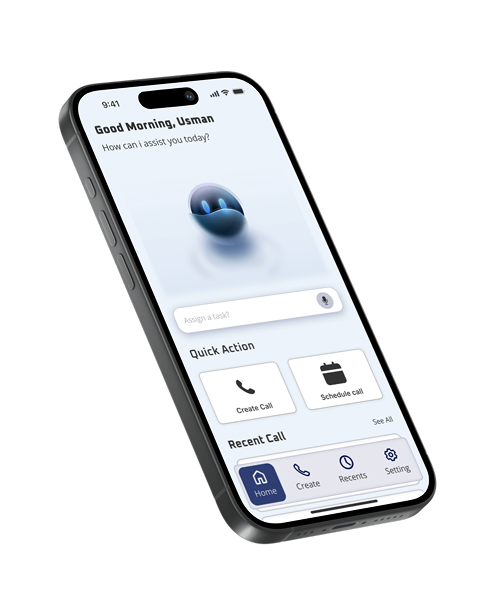 9:41
Good Morning, Usman
How can i assist you today?
Assign a task?
Quick Action
Create Call
Schedule call
Recent Call
See All
Home
Create
Recents
Setting